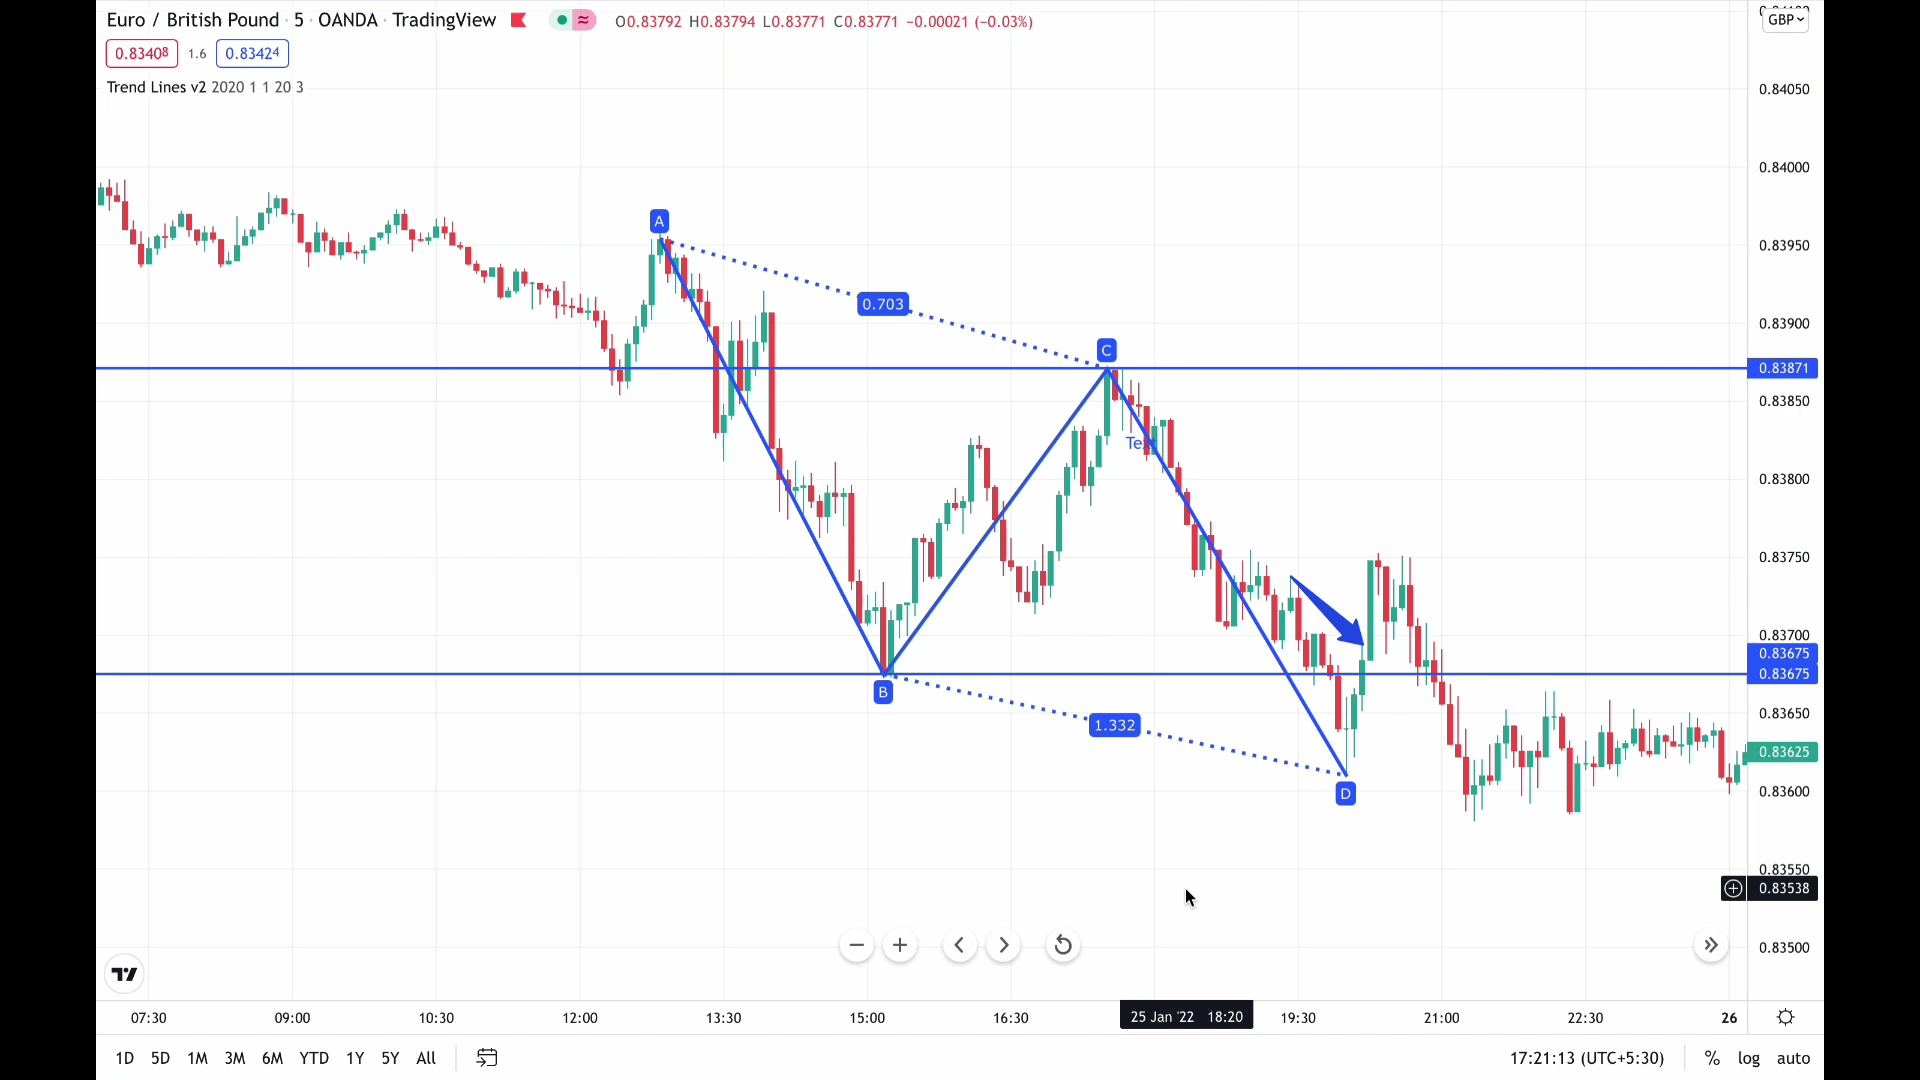 Euro / British Pound · 5 · OANDA · TradingView
O0.83792 H0.83794 L0.83771 C0.83771 −0.00021 (−0.03%)
GBP
0.83408 1.6 0.83424
Trend Lines v2 2020 1 1 20 3
0.84050
0.84000
A
0.83950
0.703
0.83900
C
0.83871
0.83850
Text
0.83800
0.83750
0.83700
0.83675
0.83675
B
0.83650
1.332
0.83625
D
0.83600
0.83550
0.83538
0.83500
07:30 09:00 10:30 12:00 13:30 15:00 16:30 25 Jan '22 18:20 19:30 21:00 22:30 26
1D 5D 1M 3M 6M YTD 1Y 5Y All 17:21:13 (UTC+5:30) % log auto